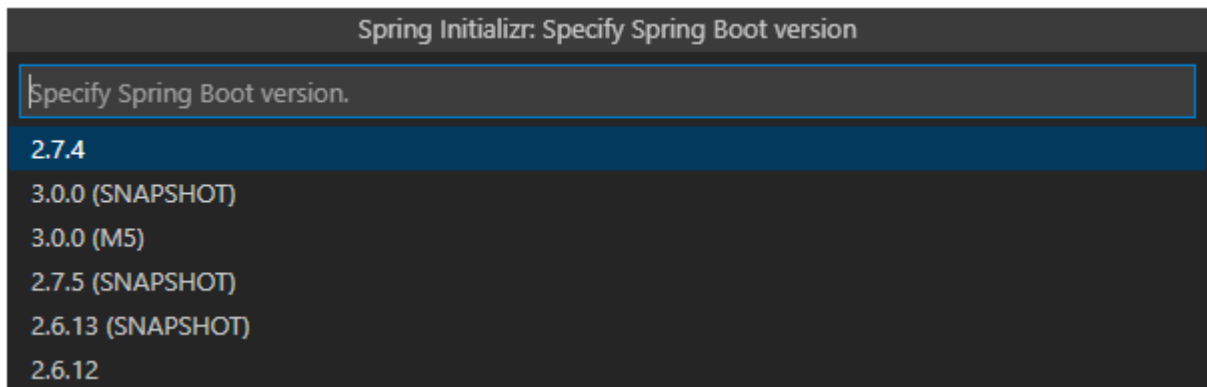 Spring Initializr: Specify Spring Boot version
Specify Spring Boot version.
2.7.4
3.0.0 (SNAPSHOT)
3.0.0 (M5)
2.7.5 (SNAPSHOT)
2.6.13 (SNAPSHOT)
2.6.12